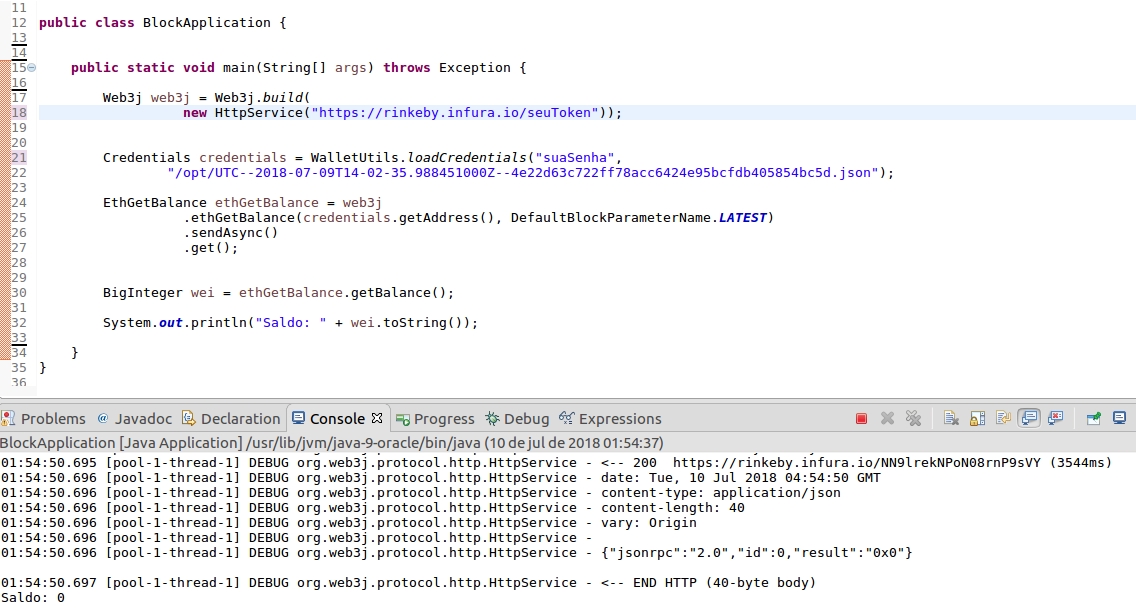 11
12 public class BlockApplication {
13
14
15 public static void main(String[] args) throws Exception {
16
17 Web3j web3j = Web3j.build(
18 new HttpService("https://rinkeby.infura.io/seuToken"));
19
20
21 Credentials credentials = WalletUtils.loadCredentials("suaSenha",
22 "/opt/UTC--2018-07-09T14-02-35.988451000Z--4e22d63c722ff78acc6424e95bcfdb405854bc5d.json");
23
24 EthGetBalance ethGetBalance = web3j
25 .ethGetBalance(credentials.getAddress(), DefaultBlockParameterName.LATEST)
26 .sendAsync()
27 .get();
28
29
30 BigInteger wei = ethGetBalance.getBalance();
31
32 System.out.println("Saldo: " + wei.toString());
33
34 }
35 }
36
Problems @ Javadoc Declaration Console Progress Debug Expressions
BlockApplication [Java Application] /usr/lib/jvm/java-9-oracle/bin/java (10 de jul de 2018 01:54:37)
01:54:50.695 [pool-1-thread-1] DEBUG org.web3j.protocol.http.HttpService - <-- 200 https://rinkeby.infura.io/NN9lrekNPoN08rnP9sVY (3544ms)
01:54:50.696 [pool-1-thread-1] DEBUG org.web3j.protocol.http.HttpService - date: Tue, 10 Jul 2018 04:54:50 GMT
01:54:50.696 [pool-1-thread-1] DEBUG org.web3j.protocol.http.HttpService - content-type: application/json
01:54:50.696 [pool-1-thread-1] DEBUG org.web3j.protocol.http.HttpService - content-length: 40
01:54:50.696 [pool-1-thread-1] DEBUG org.web3j.protocol.http.HttpService - vary: Origin
01:54:50.696 [pool-1-thread-1] DEBUG org.web3j.protocol.http.HttpService -
01:54:50.696 [pool-1-thread-1] DEBUG org.web3j.protocol.http.HttpService - {"jsonrpc":"2.0","id":0,"result":"0x0"}
01:54:50.697 [pool-1-thread-1] DEBUG org.web3j.protocol.http.HttpService - <-- END HTTP (40-byte body)
Saldo: 0